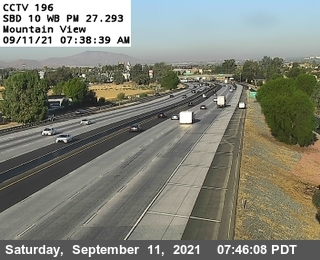 CCTV 196
SBD 10 WB PM 27.293
Mountain View
09/11/21 07:38:39 AM
Saturday, September 11, 2021 07:46:08 PDT